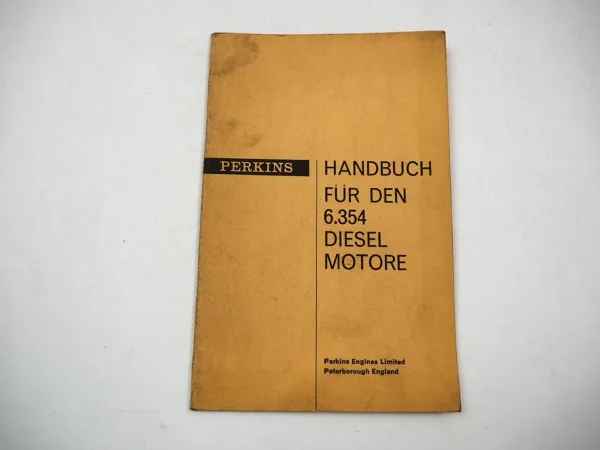 PERKINS
HANDBUCH
FÜR DEN
6.354
DIESEL
MOTORE
Perkins Engines Limited
Peterborough England